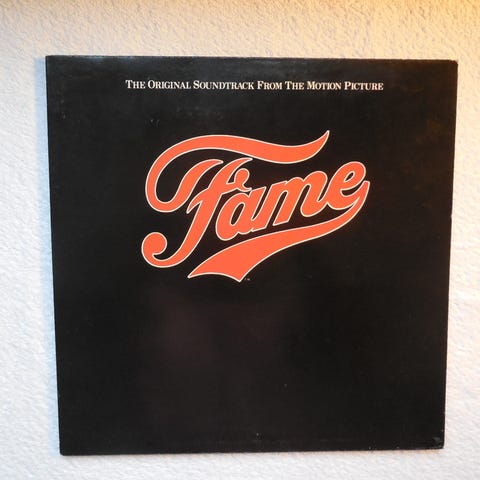 THE ORIGINAL SOUNDTRACK FROM THE MOTION PICTURE
Fame